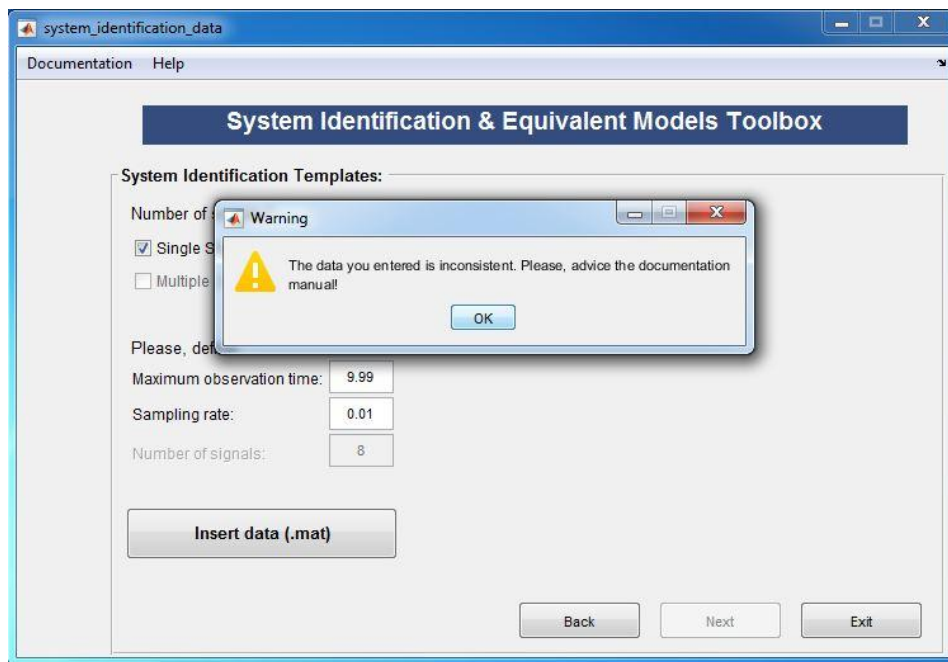 system_identification_data
Documentation Help
System Identification & Equivalent Models Toolbox
System Identification Templates:
Number of
Warning
Single S
The data you entered is inconsistent. Please, advice the documentation
Multiple
manual!
OK
Please, def
Maximum observation time: 9.99
Sampling rate: 0.01
Number of signals: 8
Insert data (.mat)
Back Next Exit